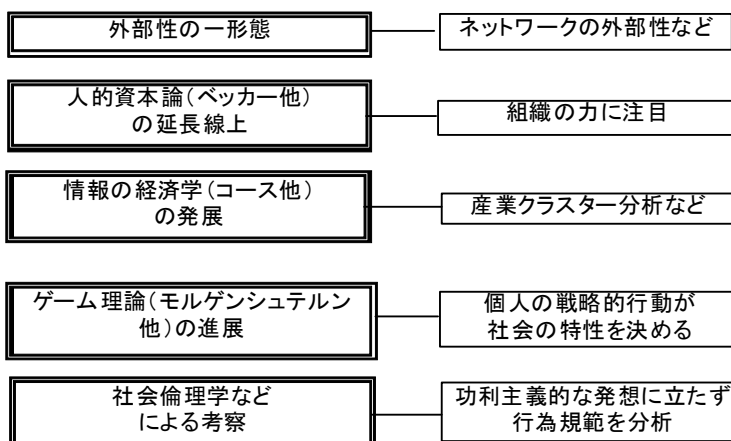 外部性の一形態
ネットワークの外部性など
人的資本論(ベッカー他)
の延長線上
組織の力に注目
情報の経済学(コース他)
の発展
産業クラスター分析など
ゲーム理論(モルゲンシュテルン
他)の進展
個人の戦略的行動が
社会の特性を決める
社会倫理学など
による考察
功利主義的な発想に立たず
行為規範を分析